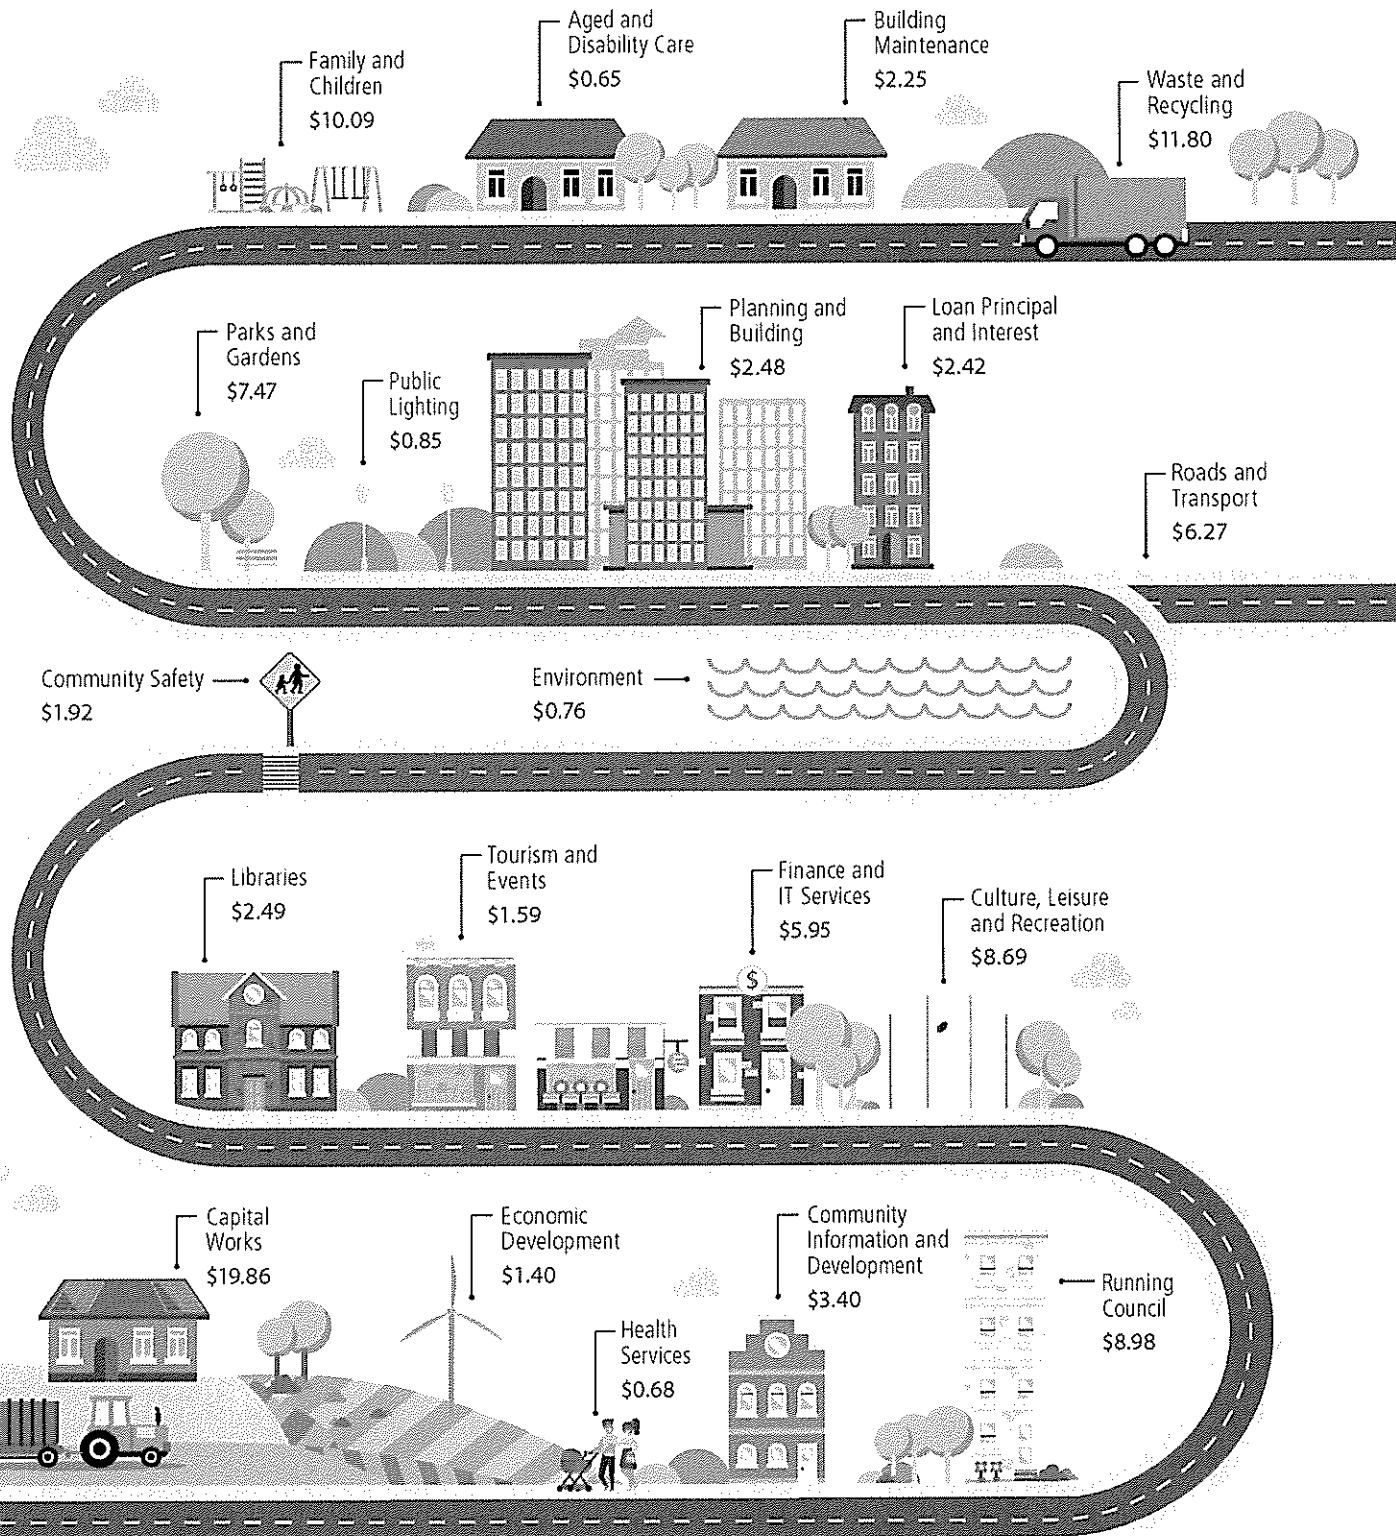 Aged and
Disability Care
$0.65
Building
Maintenance
$2.25
Family and
Children
$10.09
Waste and
Recycling
$11.80
Parks and
Gardens
$7.47
Public
Lighting
$0.85
Planning and
Building
$2.48
Loan Principal
and Interest
$2.42
Roads and
Transport
$6.27
Community Safety
$1.92
Environment
$0.76
Libraries
$2.49
Tourism and
Events
$1.59
Finance and
IT Services
$5.95
$
Culture, Leisure
and Recreation
$8.69
Capital
Works
$19.86
Economic
Development
$1.40
Health
Services
$0.68
Community
Information and
Development
$3.40
Running
Council
$8.98